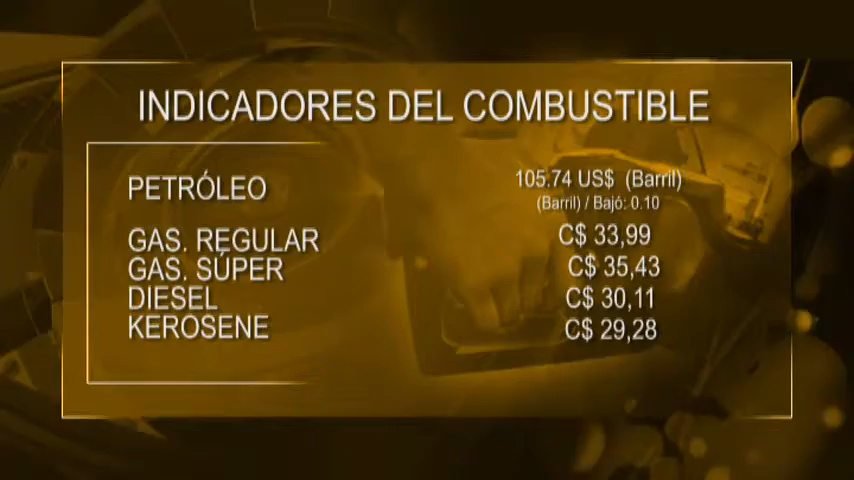 INDICADORES DEL COMBUSTIBLE
PETRÓLEO 105.74 US$ (Barril)
(Barril) / Bajó: 0.10
GAS. REGULAR C$ 33,99
GAS. SÚPER C$ 35,43
DIESEL C$ 30,11
KEROSENE C$ 29,28